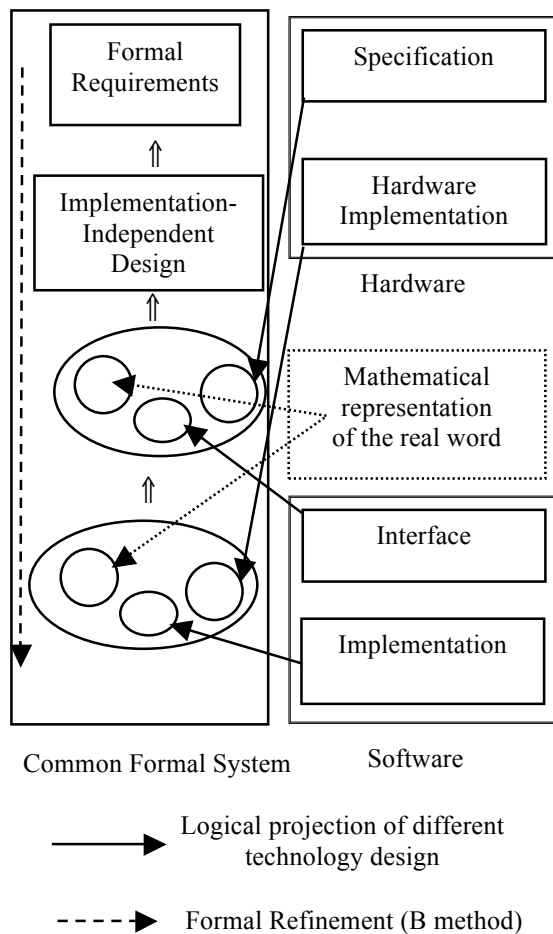 Formal
Requirements
⇑
Implementation-
Independent
Design
⇑
⇑
Specification
Hardware
Implementation
Hardware
Mathematical
representation
of the real word
Interface
Implementation
Common Formal System
Software
Logical projection of different
technology design
Formal Refinement (B method)